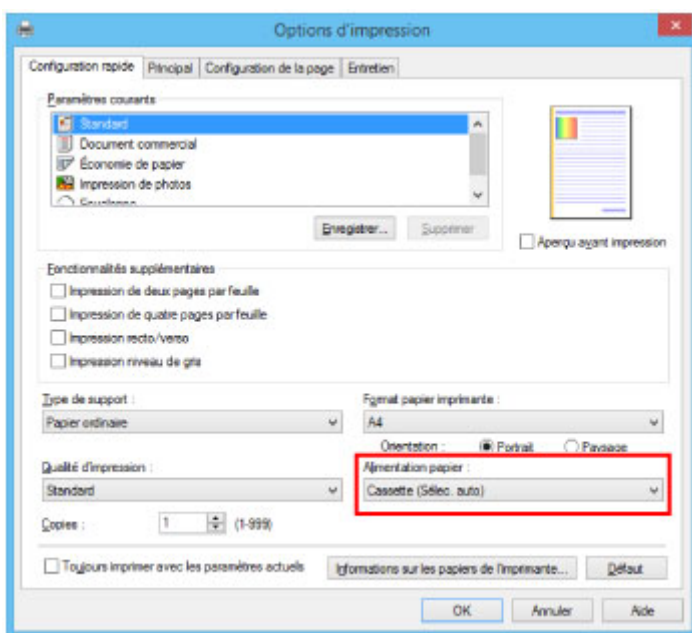 Options d'impression
Configuration rapide Principal Configuration de la page Entretien
Paramètres courants
Standard
Document commercial
Économie de papier
Impression de photos
Enveloppe
Enregistrer... Supprimer
Aperçu avant impression
Fonctionnalités supplémentaires
Impression de deux pages par feuille
Impression de quatre pages par feuille
Impression recto/verso
Impression niveau de gris
Type de support : Format papier imprimante :
Papier ordinaire A4
Orientation : Portrait Paysage
Qualité d'impression : Alimentation papier :
Standard Cassette (Sélec. auto)
Copies : 1 (1-999)
Toujours imprimer avec les paramètres actuels Informations sur les papiers de l'imprimante... Défaut
OK Annuler Aide